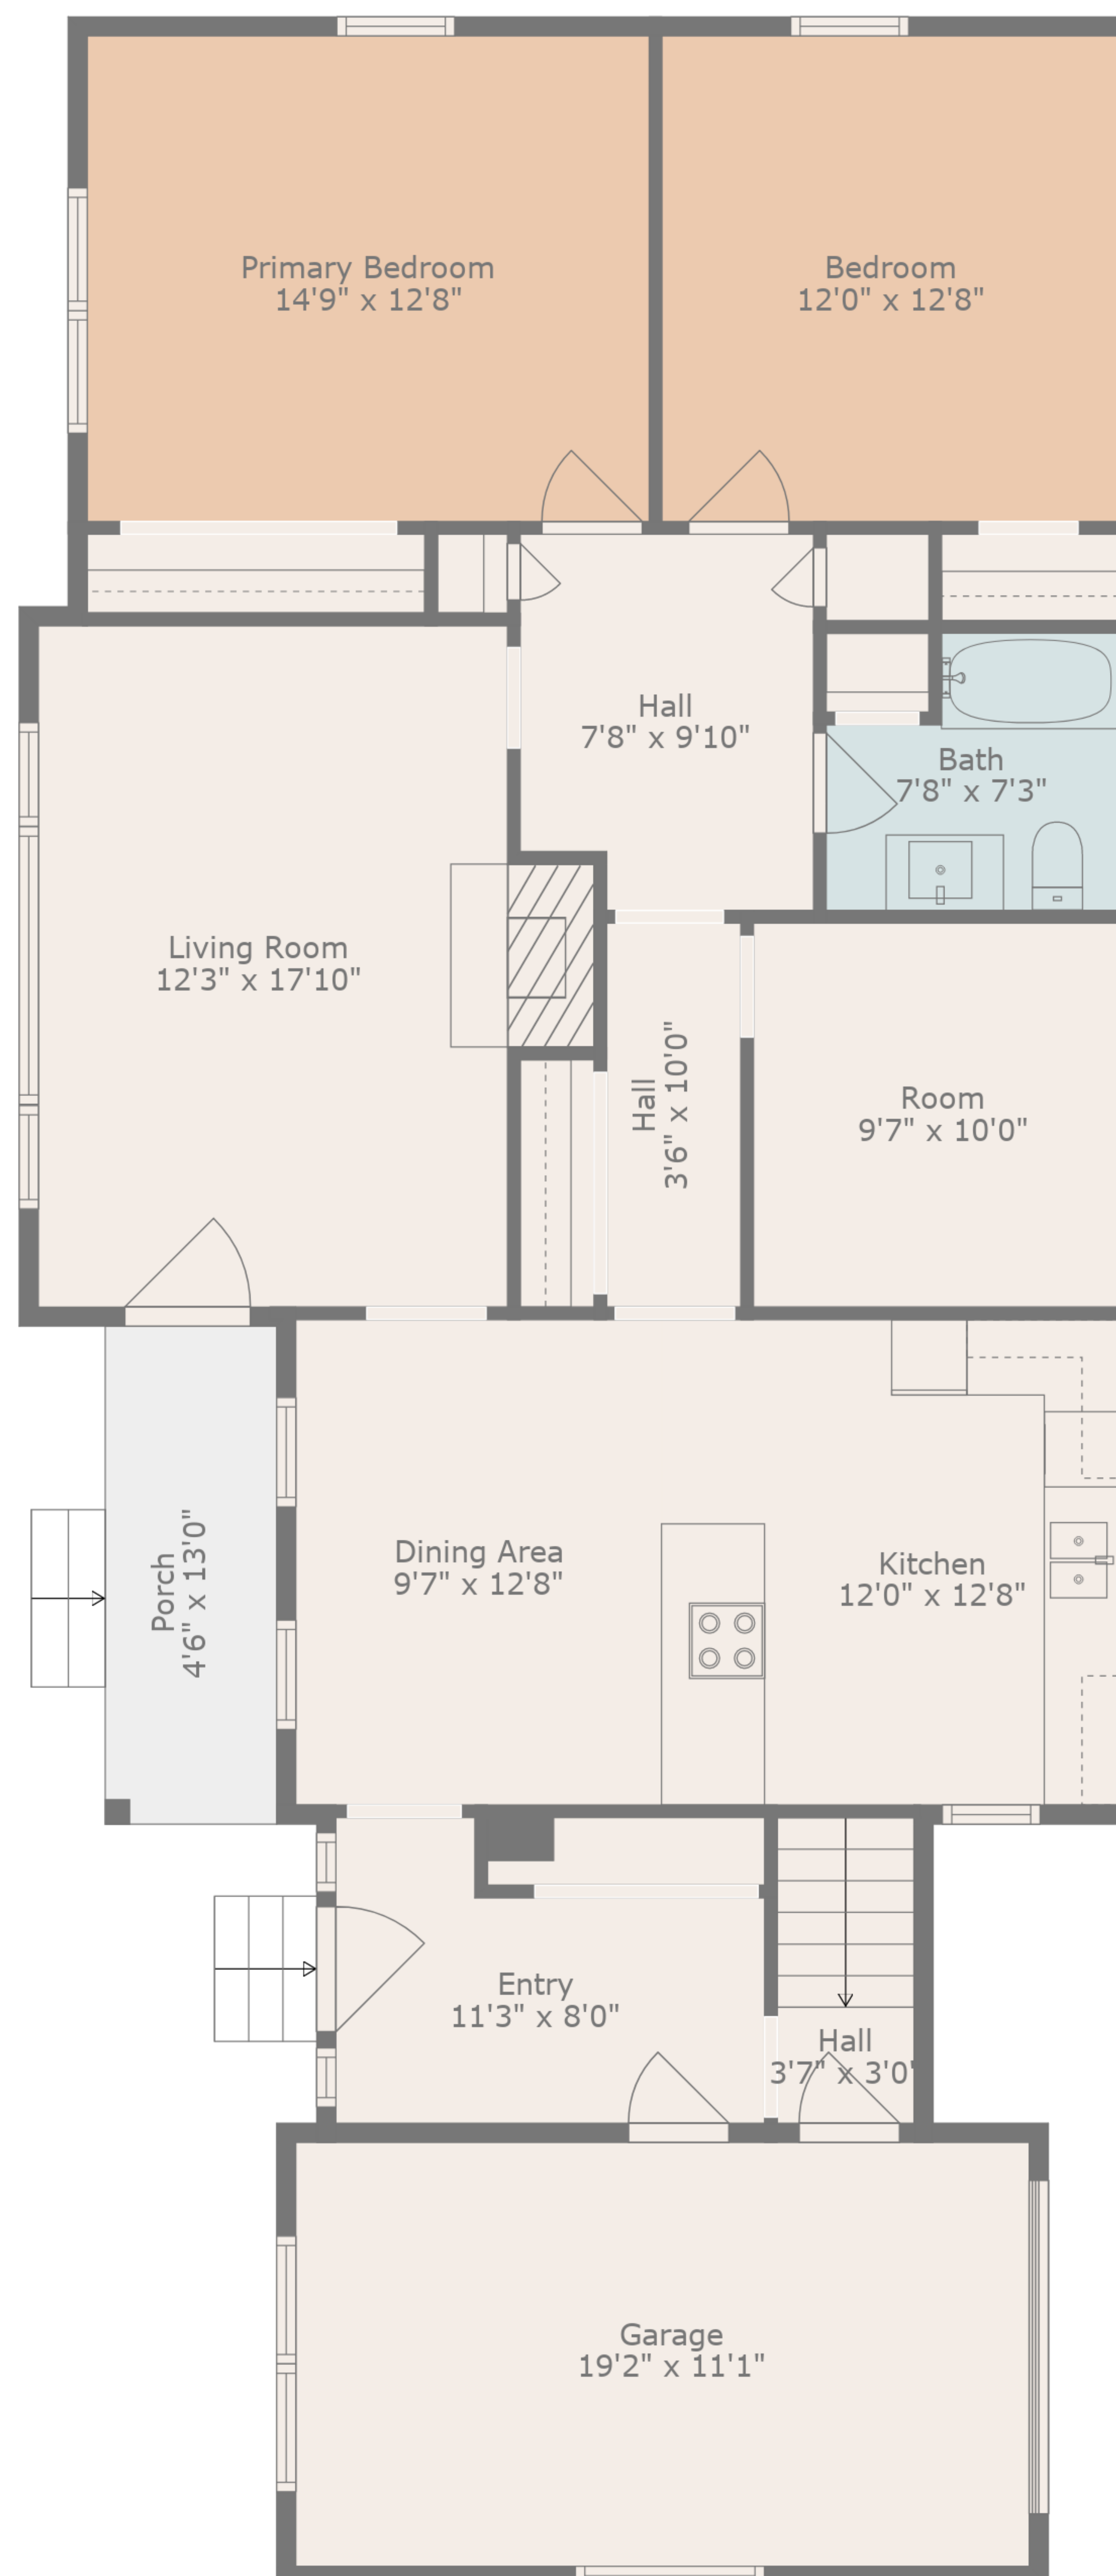 Primary Bedroom
14'9" x 12'8"
Bedroom
12'0" x 12'8"
Hall
7'8" x 9'10"
Bath
7'8" x 7'3"
Living Room
12'3" x 17'10"
Hall
3'6" x 10'0"
Room
9'7" x 10'0"
Porch
4'6" x 13'0"
Dining Area
9'7" x 12'8"
Kitchen
12'0" x 12'8"
Entry
11'3" x 8'0"
Hall
3'7" x 3'0"
Garage
19'2" x 11'1"